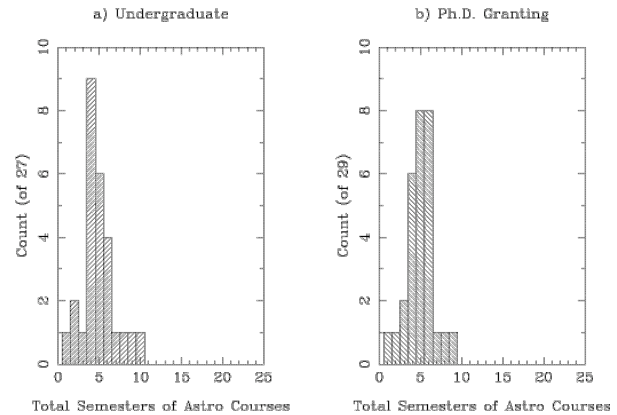 a) Undergraduate
b) Ph.D. Granting
10
8
6
4
2
0
Count (of 27)
0 5 10 15 20 25
Total Semesters of Astro Courses
10
8
6
4
2
0
Count (of 29)
0 5 10 15 20 25
Total Semesters of Astro Courses